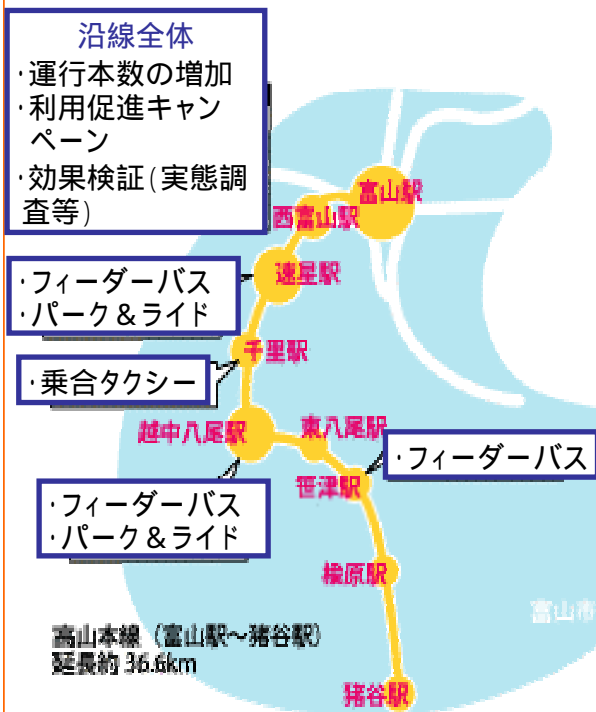 沿線全体
･運行本数の増加
･利用促進キャン
ペーン
･効果検証(実態調
査等)
富山駅
西富山駅
速星駅
･フィーダーバス
･パーク＆ライド
千里駅
･乗合タクシー
越中八尾駅
東八尾駅
･フィーダーバス
笹津駅
･フィーダーバス
･パーク＆ライド
楡原駅
富山市
高山本線（富山駅～猪谷駅）
延長約 36.6km
猪谷駅